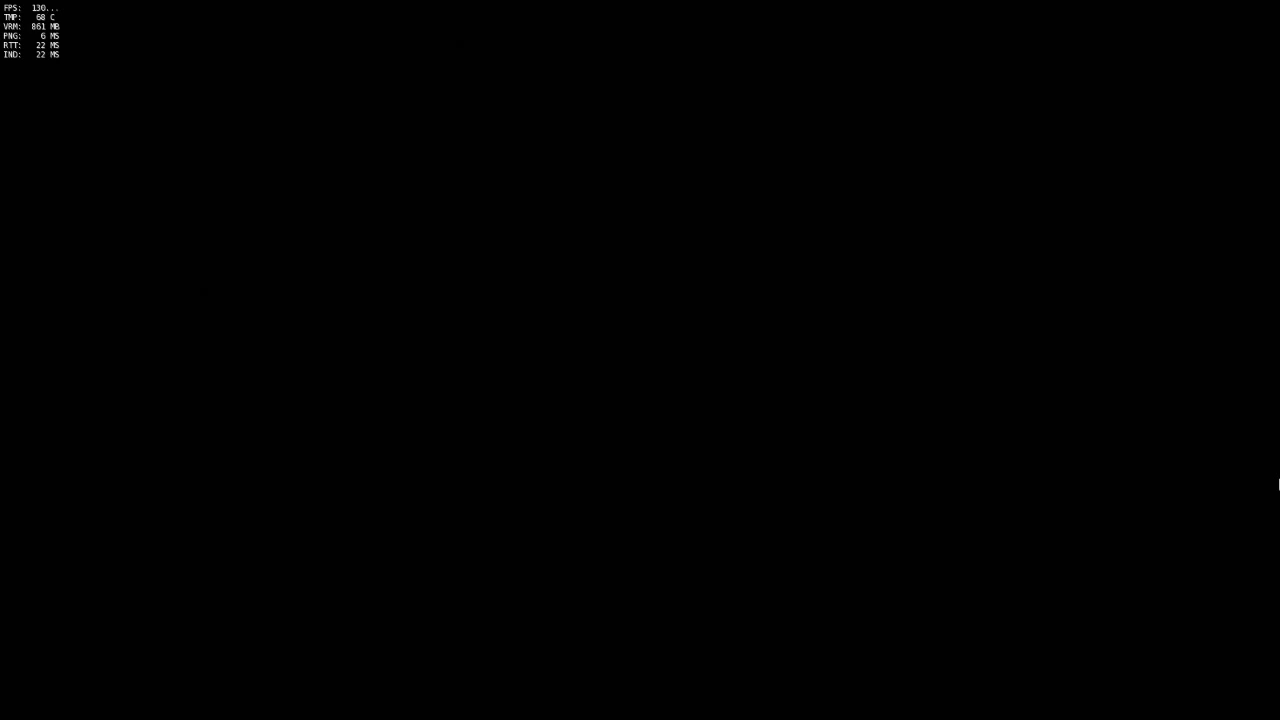 FPS: 130...
TMP: 68 C
VRM: 861 MB
PNG: 6 MS
RTT: 22 MS
IND: 22 MS